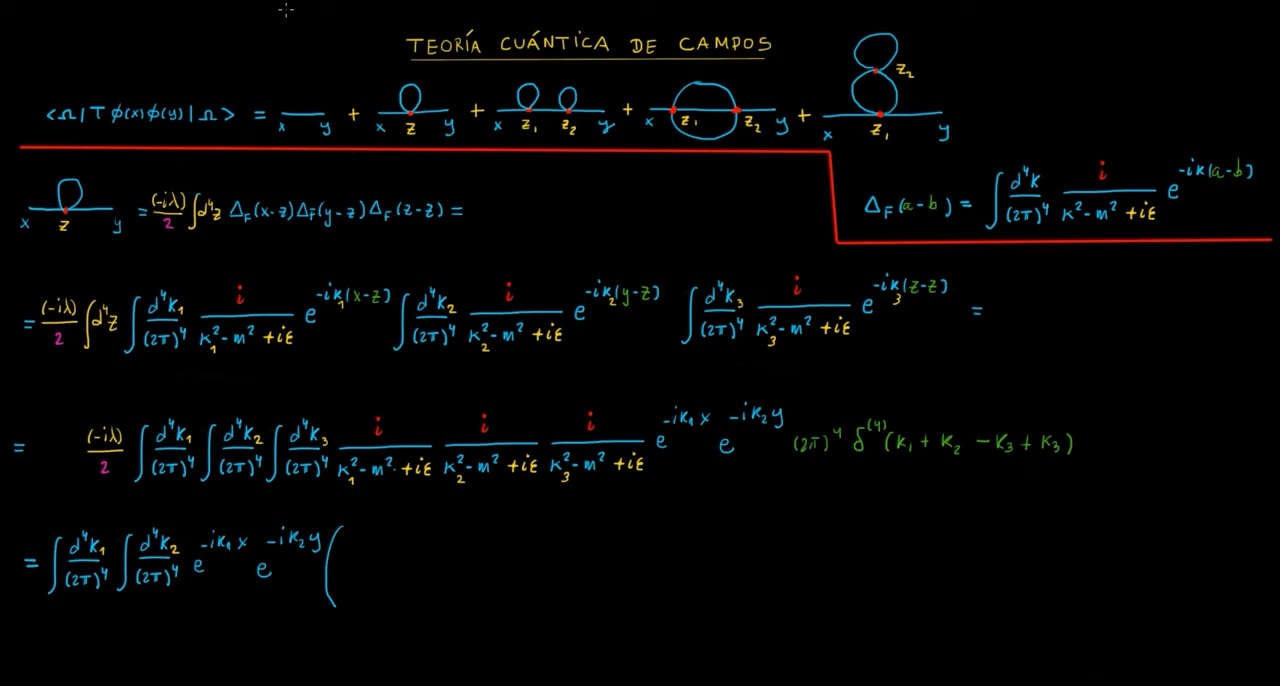 TEORÍA CUÁNTICA DE CAMPOS
<Ω|T ϕ(x)ϕ(y)|Ω> = x y + x z y + x z₁ z₂ y + x z₁ z₂ y + x z₁ z₂ y
x z y = (-iλ)/2 ∫d⁴z Δ_F(x-z)Δ_F(y-z)Δ_F(z-z) =
Δ_F(a-b) = ∫ d⁴k/(2π)⁴ i/(k²-m²+iε) e^{-ik(a-b)}
= (-iλ)/2 ∫d⁴z ∫ d⁴k₁/(2π)⁴ i/(k₁²-m²+iε) e^{-ik₁(x-z)} ∫ d⁴k₂/(2π)⁴ i/(k₂²-m²+iε) e^{-ik₂(y-z)} ∫ d⁴k₃/(2π)⁴ i/(k₃²-m²+iε) e^{-ik₃(z-z)} =
= (-iλ)/2 ∫ d⁴k₁/(2π)⁴ ∫ d⁴k₂/(2π)⁴ ∫ d⁴k₃/(2π)⁴ i/(k₁²-m²+iε) i/(k₂²-m²+iε) i/(k₃²-m²+iε) e^{-ik₁x} e^{-ik₂y} (2π)⁴ δ⁽⁴⁾(k₁+k₂-k₃+k₃)
= ∫ d⁴k₁/(2π)⁴ ∫ d⁴k₂/(2π)⁴ e^{-ik₁x} e^{-ik₂y} (